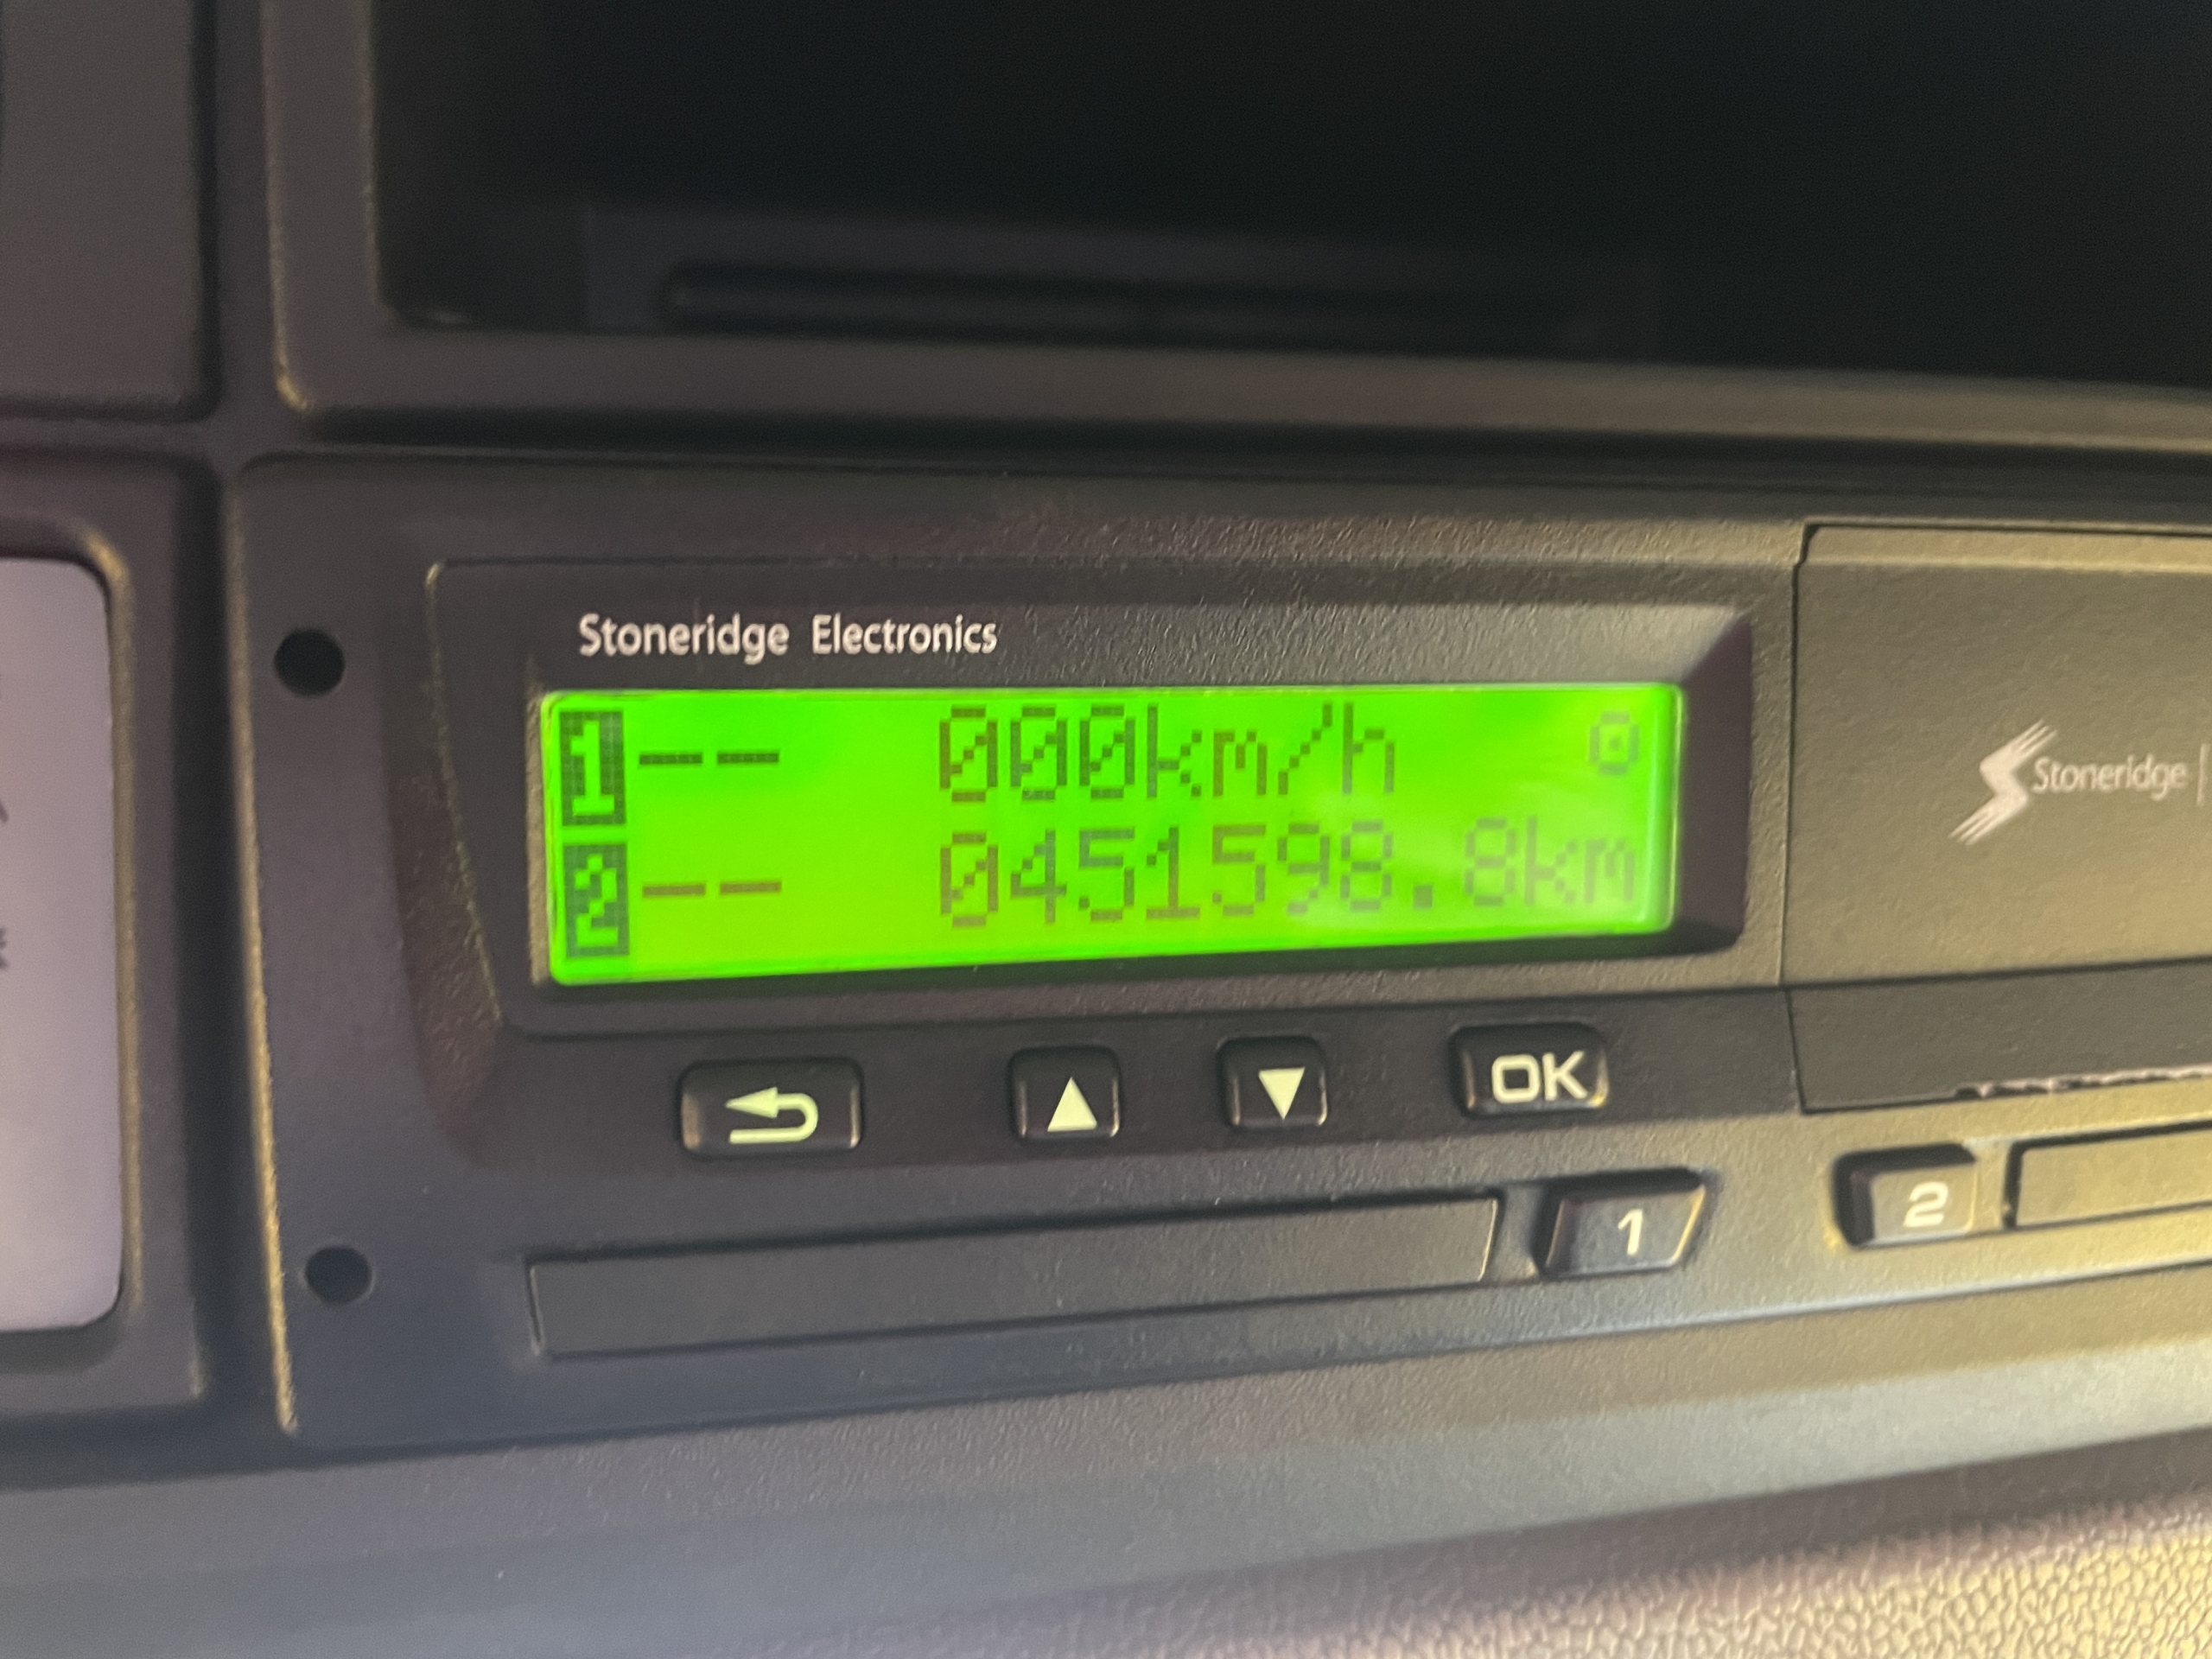 Stoneridge Electronics
1-- 000km/h
2-- 0451598.8km
Stoneridge
OK
1
2